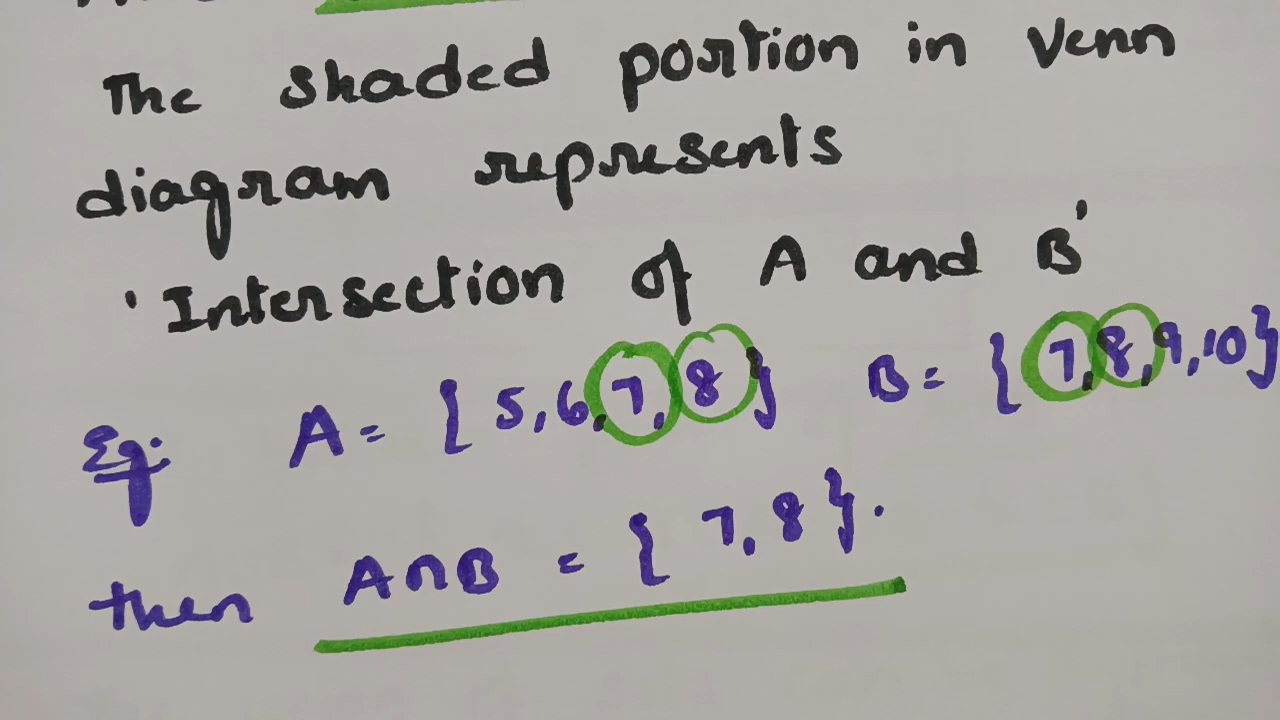 The shaded portion in Venn
diagram represents
'Intersection of A and B'
Eg: A = { 5, 6, 7, 8 } B = { 7, 8, 9, 10 }
then A∩B = { 7, 8 }.